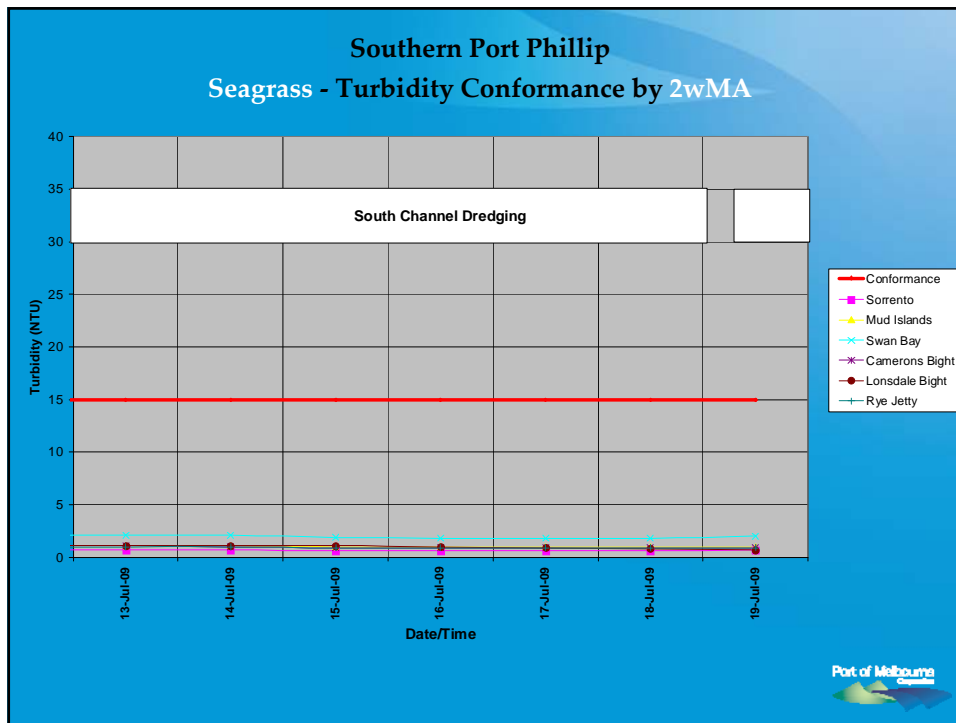 Southern Port Phillip
Seagrass - Turbidity Conformance by 2wMA
40
35
30
25
20
15
10
5
0
Turbidity (NTU)
South Channel Dredging
13-Jul-09
14-Jul-09
15-Jul-09
16-Jul-09
17-Jul-09
18-Jul-09
19-Jul-09
Date/Time
Conformance
Sorrento
Mud Islands
Swan Bay
Camerons Bight
Lonsdale Bight
Rye Jetty
Port of Melbourne
Corporation